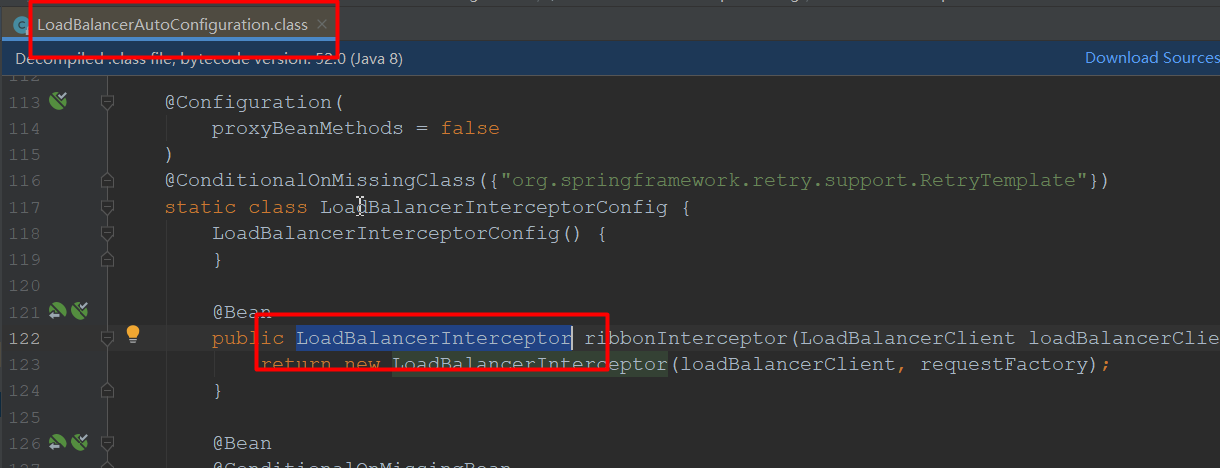 LoadBalancerAutoConfiguration.class
Decompiled .class file, bytecode version: 52.0 (Java 8) Download Sources
112
113 @Configuration(
114 proxyBeanMethods = false
115 )
116 @ConditionalOnMissingClass({"org.springframework.retry.support.RetryTemplate"})
117 static class LoadBalancerInterceptorConfig {
118 LoadBalancerInterceptorConfig() {
119 }
120
121 @Bean
122 public LoadBalancerInterceptor ribbonInterceptor(LoadBalancerClient loadBalancerClie
123 return new LoadBalancerInterceptor(loadBalancerClient, requestFactory);
124 }
125
126 @Bean
@ConditionalOnMissingBean